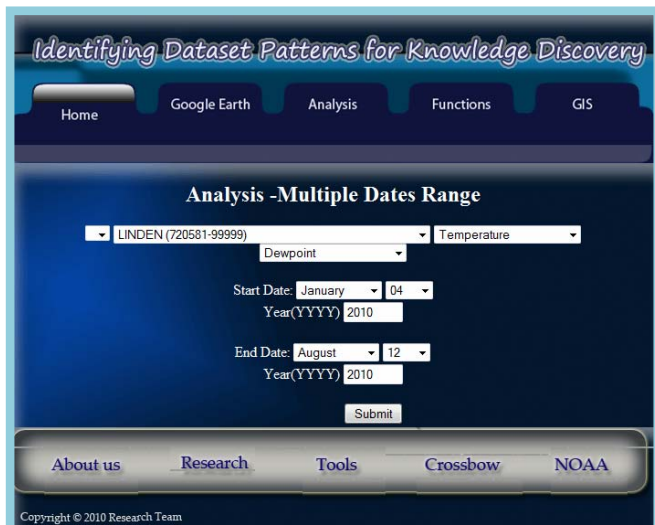 Identifying Dataset Patterns for Knowledge Discovery
Home Google Earth Analysis Functions GIS
Analysis -Multiple Dates Range
LINDEN (720581-99999) Temperature
Dewpoint
Start Date: January 04
Year(YYYY) 2010
End Date: August 12
Year(YYYY) 2010
Submit
About us Research Tools Crossbow NOAA
Copyright © 2010 Research Team